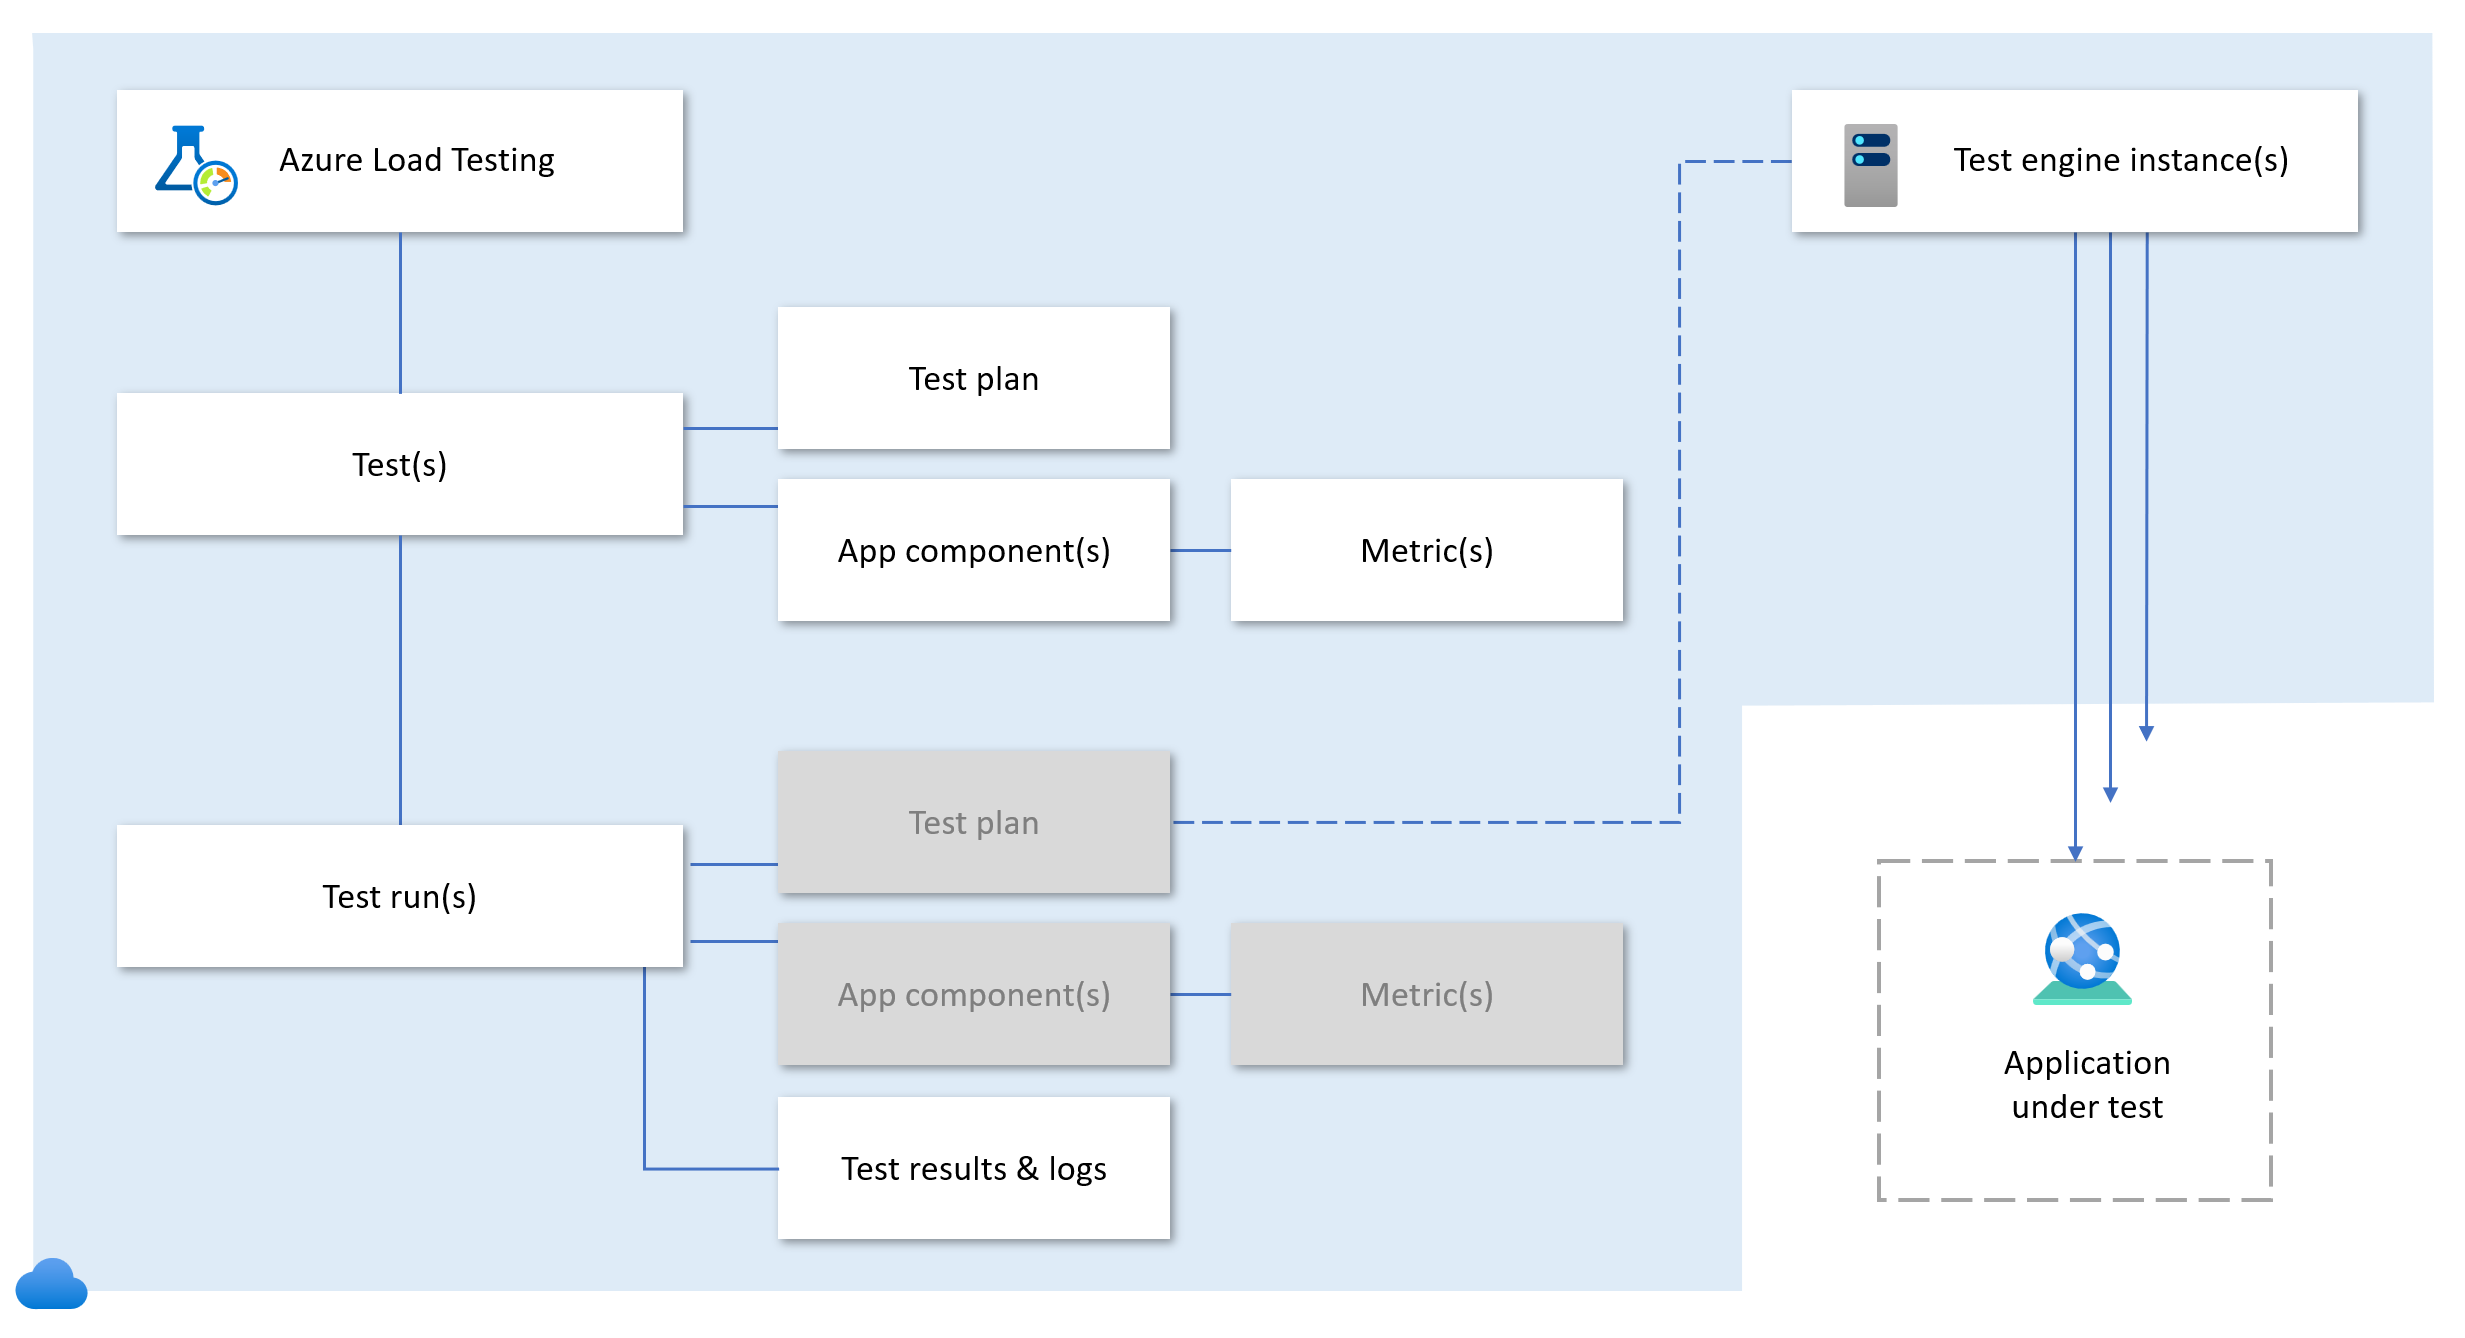 Azure Load Testing
Test engine instance(s)
Test plan
Test(s)
App component(s)
Metric(s)
Test plan
Test run(s)
App component(s)
Metric(s)
Test results & logs
Application
under test